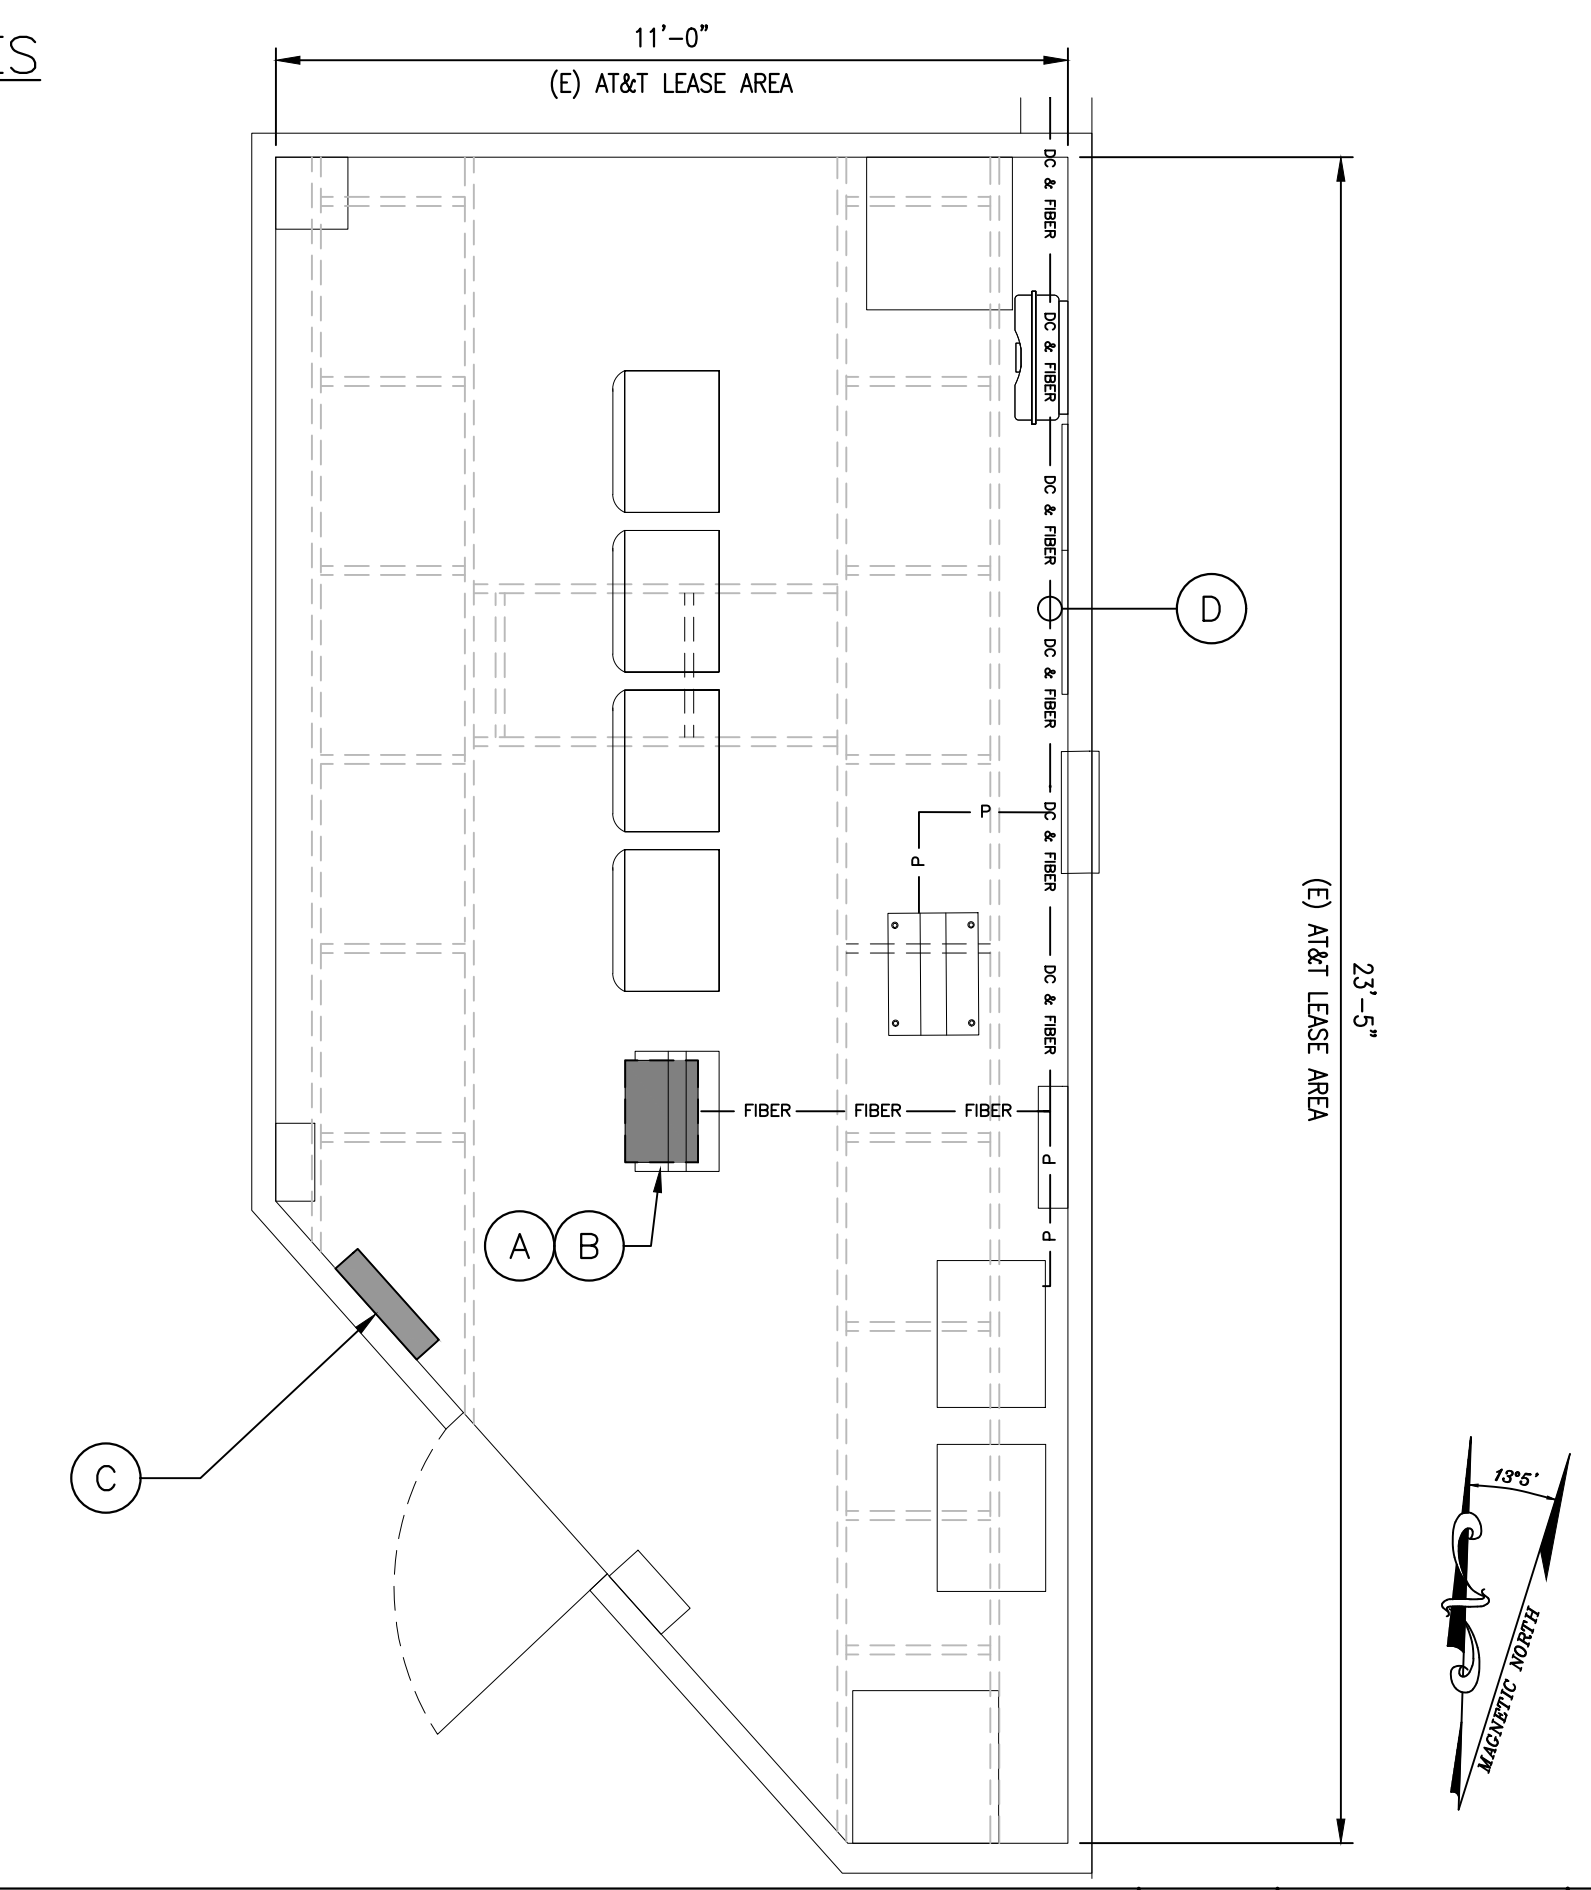 ES
11'-0"
(E) AT&T LEASE AREA
DC & FIBER
DC & FIBER
DC & FIBER
D
DC & FIBER
P
DC & FIBER
P
23'-5"
(E) AT&T LEASE AREA
DC & FIBER
FIBER FIBER FIBER
P
P
A B
C
13°5'
MAGNETIC NORTH